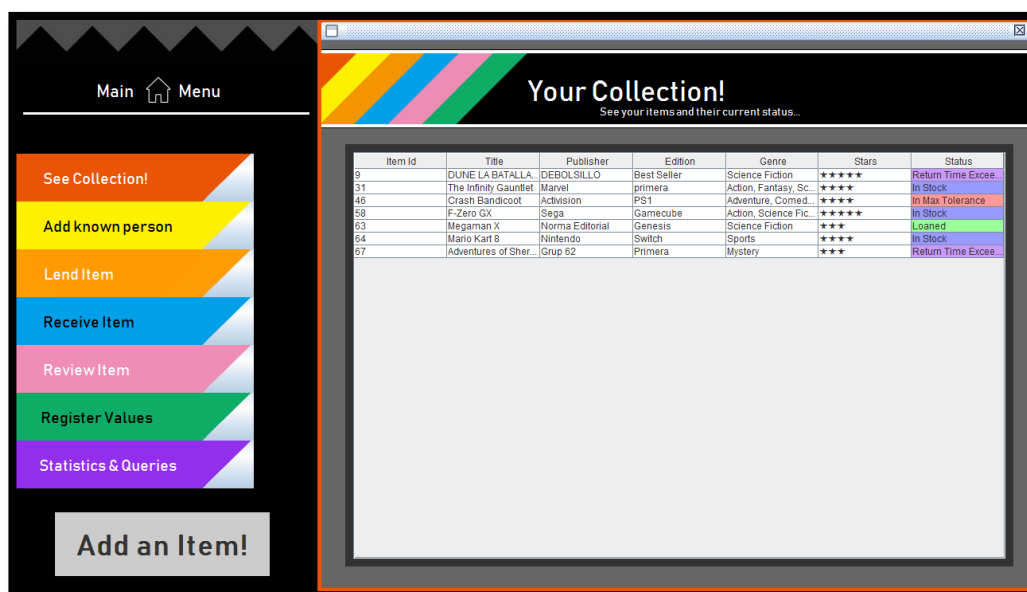 Main Menu
See Collection!
Add known person
Lend Item
Receive Item
Review Item
Register Values
Statistics & Queries
Add an Item!
Your Collection!
See your items and their current status...
Item Id Title Publisher Edition Genre Stars Status
9 DUNE LA BATALLA... DEBOLSILLO Best Seller Science Fiction ★★★★★ Return Time Excee...
31 The Infinity Gauntlet Marvel primera Action, Fantasy, Sc... ★★★★ In Stock
46 Crash Bandicoot Activision PS1 Adventure, Comed... ★★★★ In Max Tolerance
58 F-Zero GX Sega Gamecube Action, Science Fic... ★★★★★ In Stock
63 Megaman X Norma Editorial Genesis Science Fiction ★★★ Loaned
64 Mario Kart 8 Nintendo Switch Sports ★★★★ In Stock
67 Adventures of Sher... Grup 62 Primera Mystery ★★★ Return Time Excee...